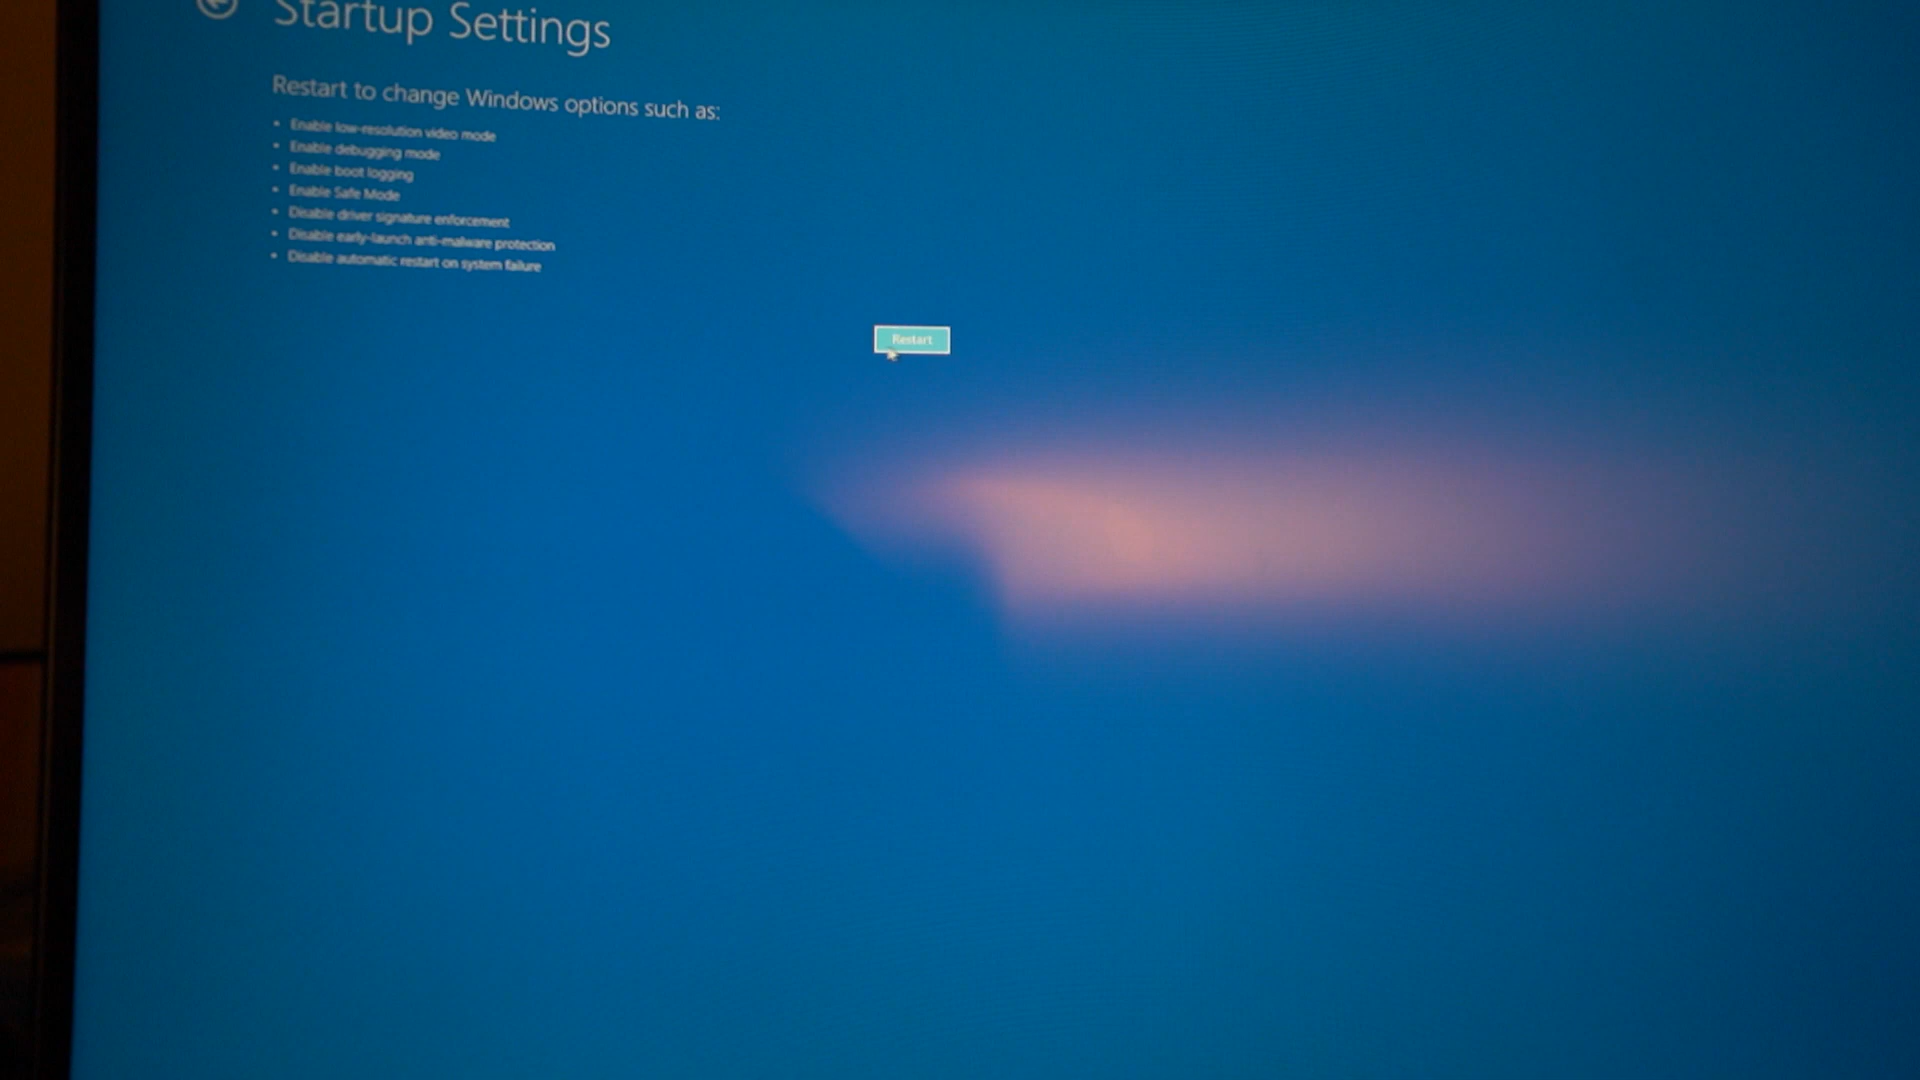 Startup Settings
Restart to change Windows options such as:
• Enable low-resolution video mode
• Enable debugging mode
• Enable boot logging
• Enable Safe Mode
• Disable driver signature enforcement
• Disable early-launch anti-malware protection
• Disable automatic restart on system failure
Restart